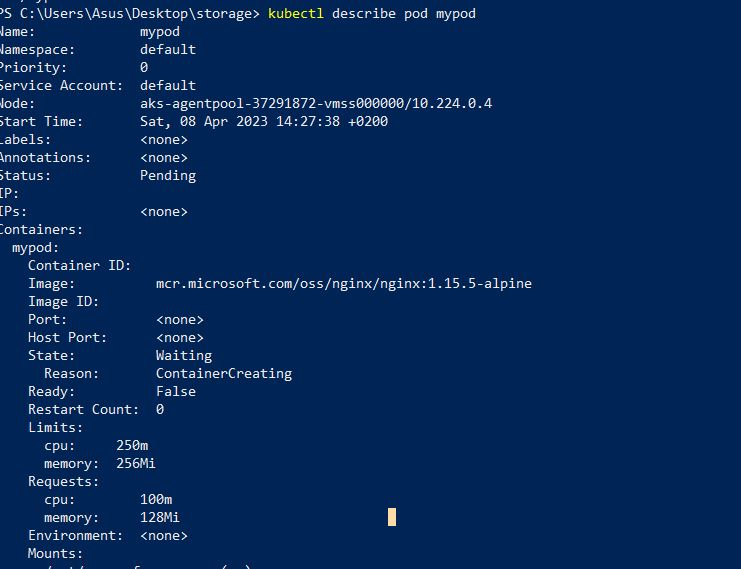 PS C:\Users\Asus\Desktop\storage> kubectl describe pod mypod
Name: mypod
Namespace: default
Priority: 0
Service Account: default
Node: aks-agentpool-37291872-vmss000000/10.224.0.4
Start Time: Sat, 08 Apr 2023 14:27:38 +0200
Labels: <none>
Annotations: <none>
Status: Pending
IP:
IPs: <none>
Containers:
mypod:
Container ID:
Image: mcr.microsoft.com/oss/nginx/nginx:1.15.5-alpine
Image ID:
Port: <none>
Host Port: <none>
State: Waiting
Reason: ContainerCreating
Ready: False
Restart Count: 0
Limits:
cpu: 250m
memory: 256Mi
Requests:
cpu: 100m
memory: 128Mi
Environment: <none>
Mounts: